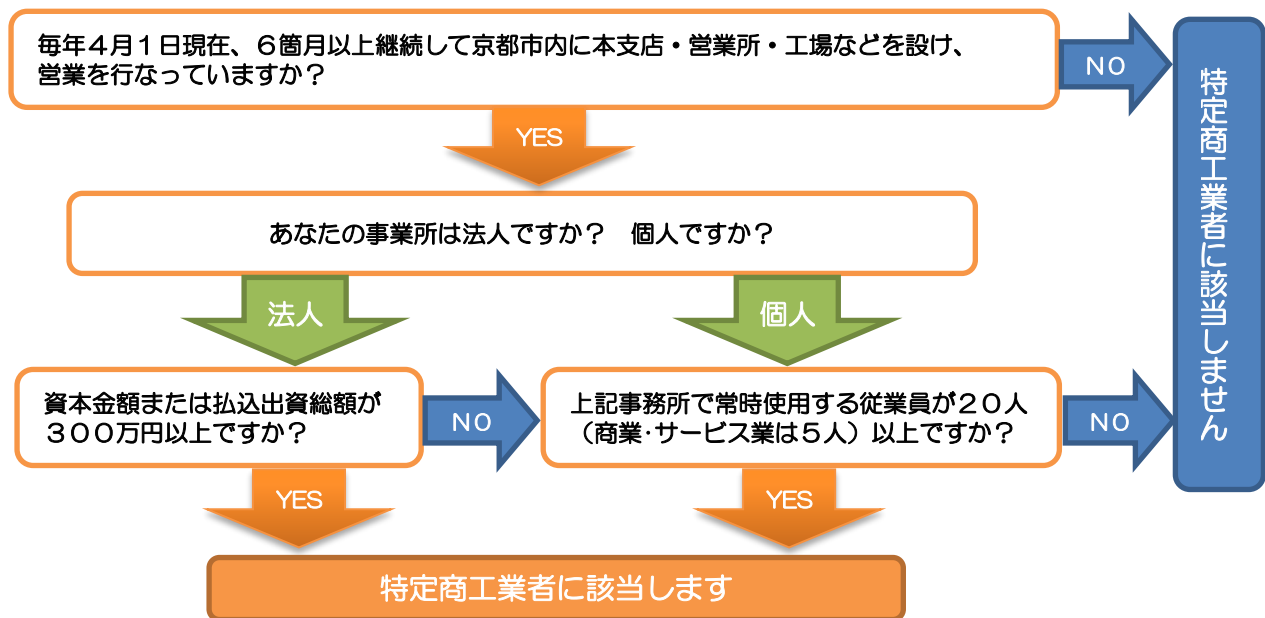 毎年４月１日現在、６箇月以上継続して京都市内に本支店・営業所・工場などを設け、
営業を行なっていますか？
NO
YES
特定商工業者に該当しません
あなたの事業所は法人ですか？　個人ですか？
法人
個人
資本金額または払込出資総額が
３００万円以上ですか？
NO
上記事務所で常時使用する従業員が２０人
（商業・サービス業は５人）以上ですか？
NO
YES
YES
特定商工業者に該当します